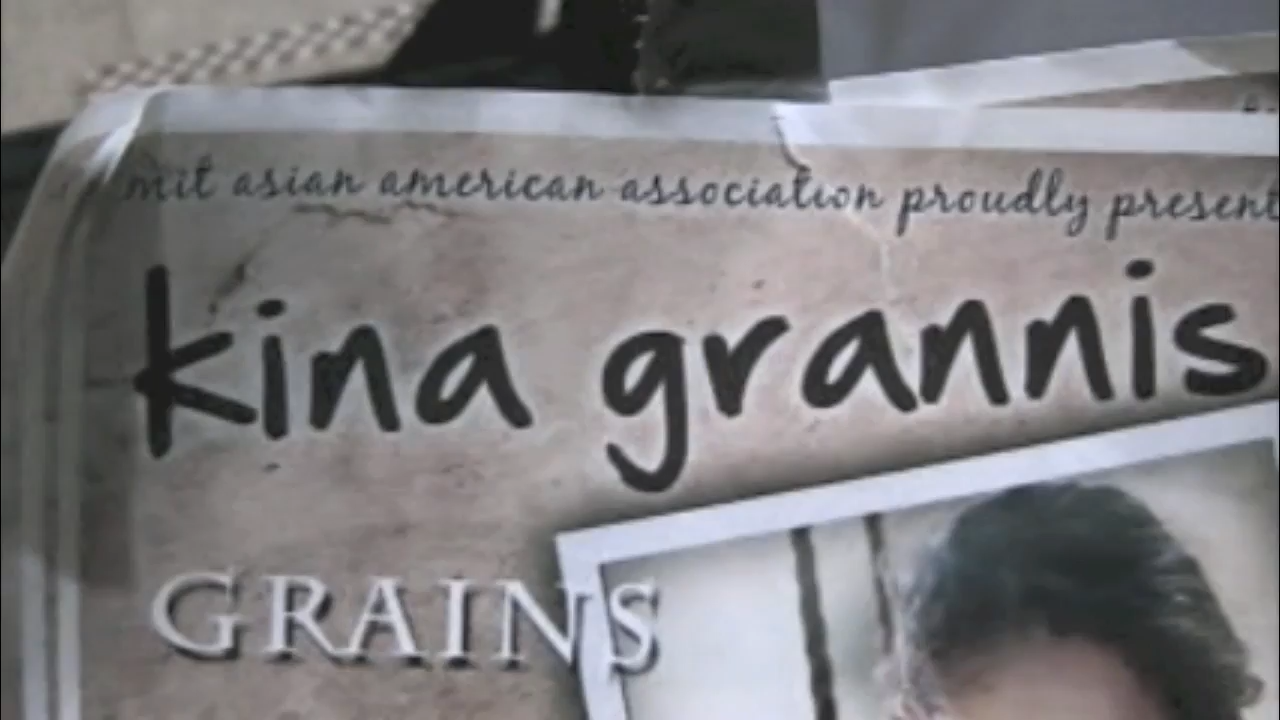 mit asian american association proudly present
kina grannis
GRAINS